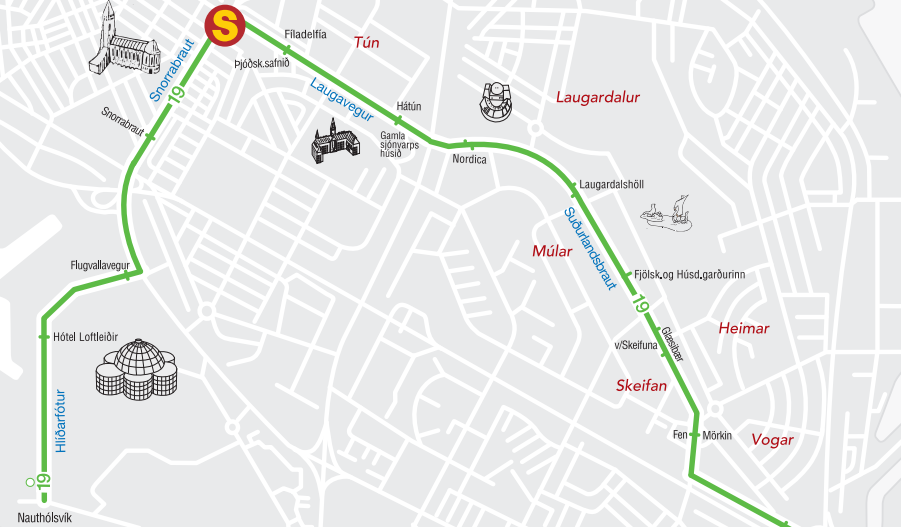 S
Fíladelfía
Tún
Þjóðsk.safnið
Snorrabraut
19
Laugavegur
Laugardalur
Hátún
Snorrabraut
Gamla
sjónvarps
húsið
Nordica
Laugardalshöll
Suðurlandsbraut
Múlar
Flugvallavegur
Fjölsk.og Húsd.garðurinn
19
Heimar
Hótel Loftleiðir
v/Skeifuna
Glæsibær
Skeifan
Hlíðarfótur
Fen
Mörkin
Vogar
19
Nauthólsvík